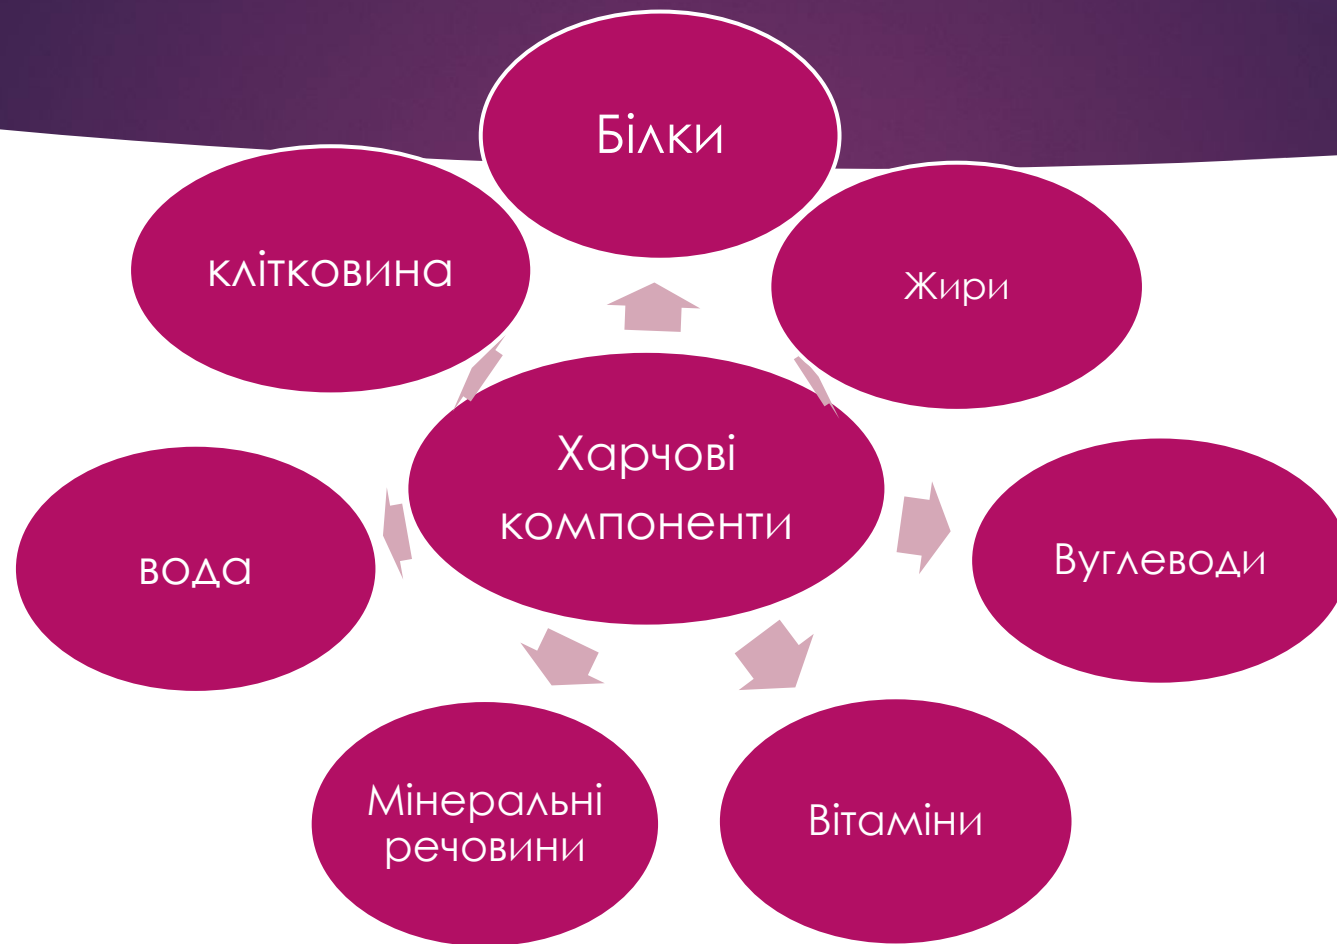 Білки
клітковина
Жири
Харчові
компоненти
вода
Вуглеводи
Мінеральні
речовини
Вітаміни